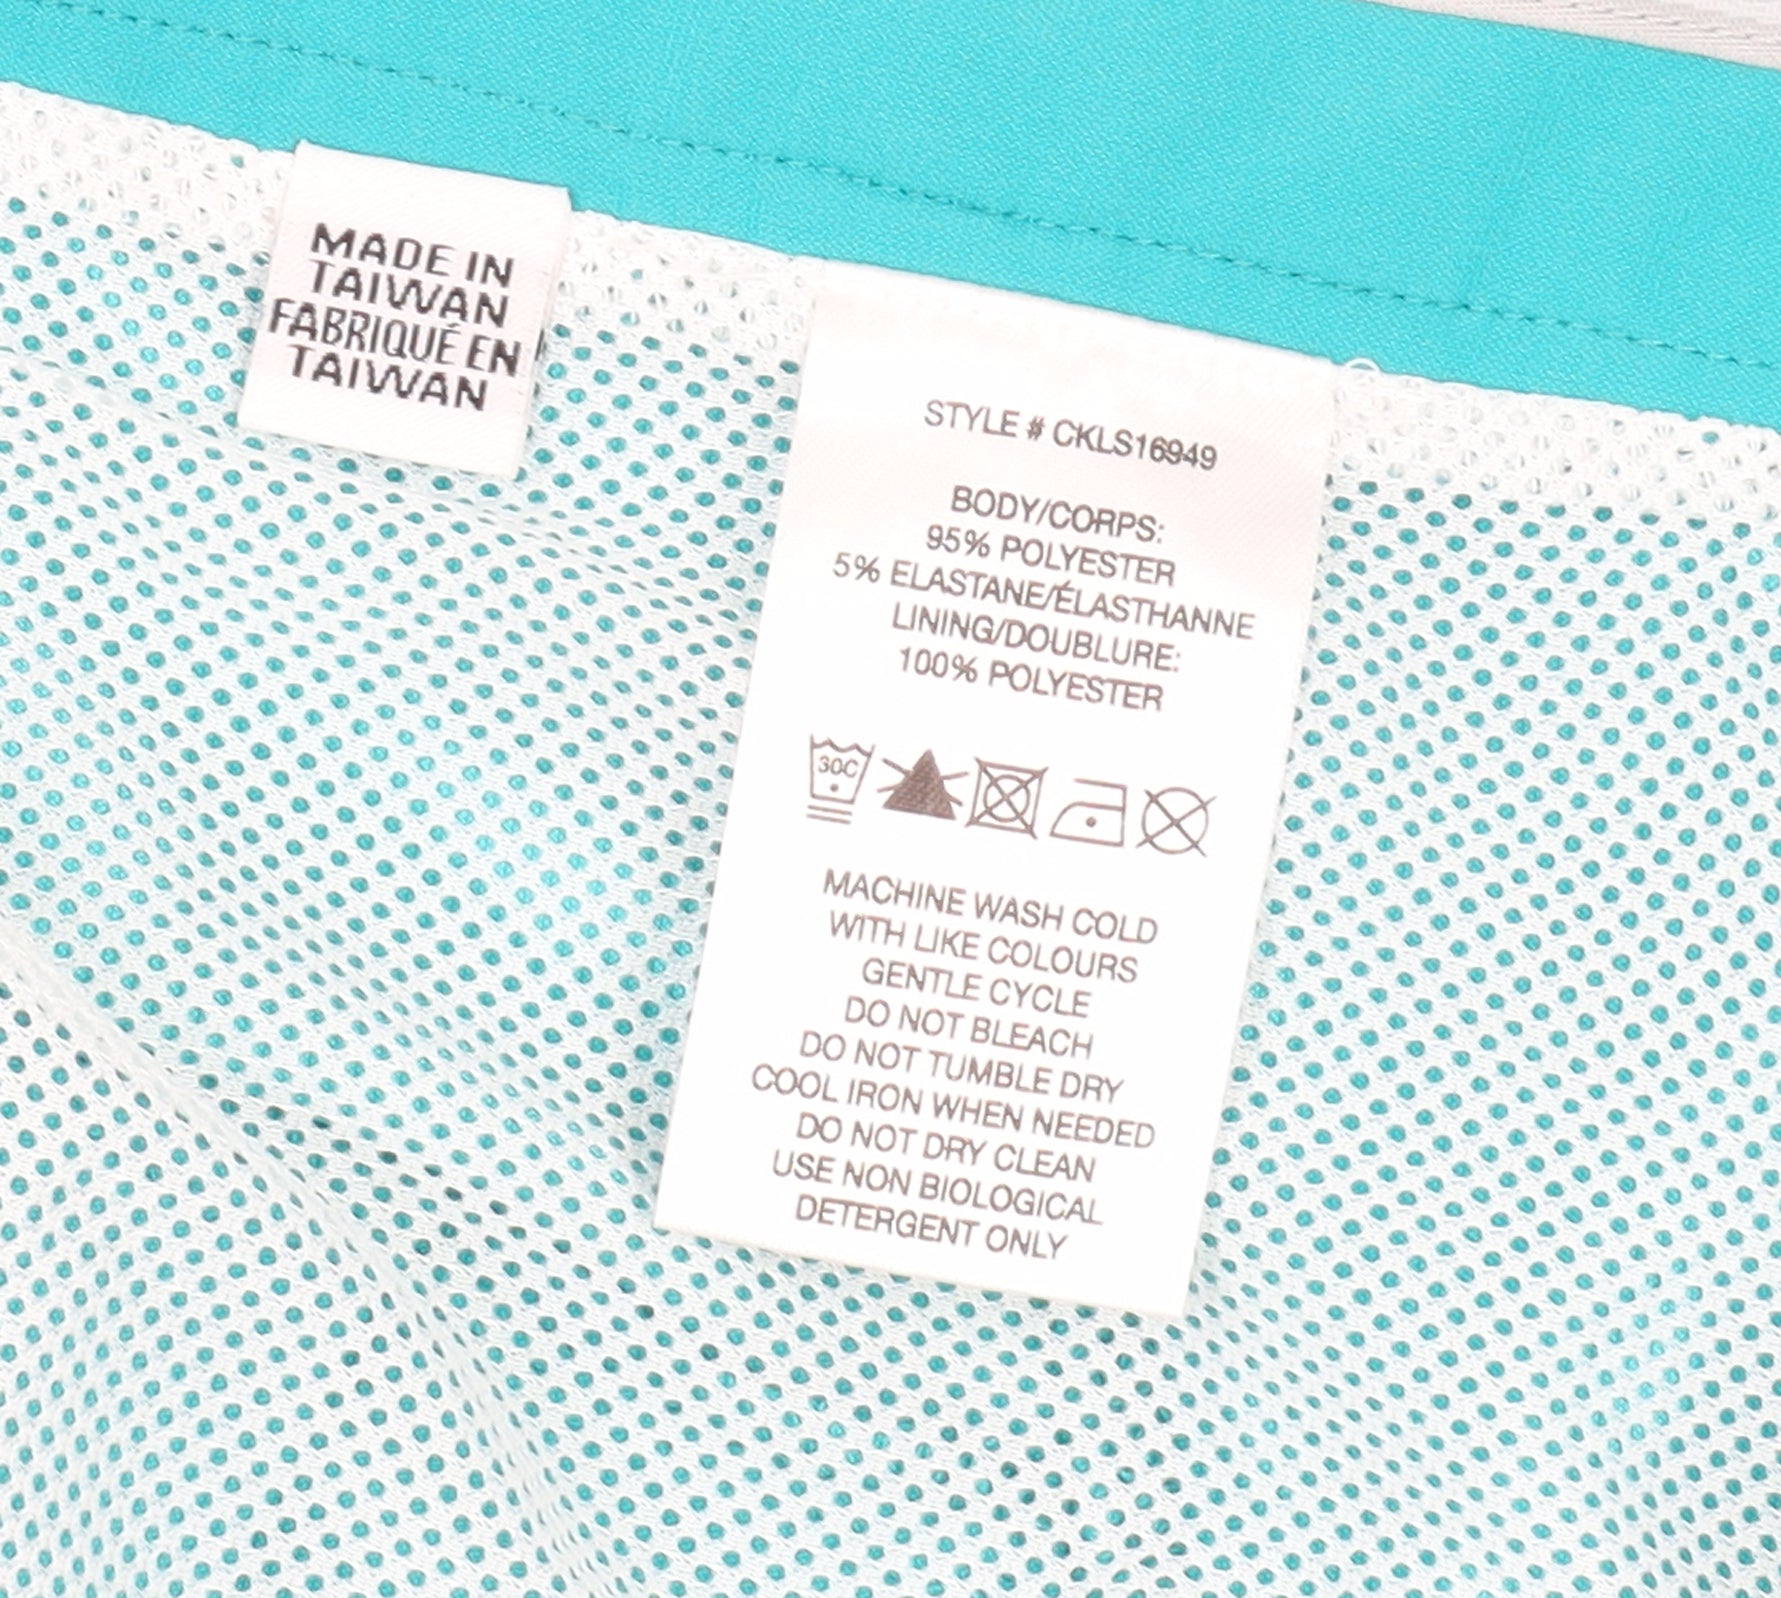 MADE IN
TAIWAN
FABRIQUÉ EN
TAIWAN
STYLE # CKLS16949
BODY/CORPS:
95% POLYESTER
5% ELASTANE/ÉLASTHANNE
LINING/DOUBLURE:
100% POLYESTER
30C
MACHINE WASH COLD
WITH LIKE COLOURS
GENTLE CYCLE
DO NOT BLEACH
DO NOT TUMBLE DRY
COOL IRON WHEN NEEDED
DO NOT DRY CLEAN
USE NON BIOLOGICAL
DETERGENT ONLY